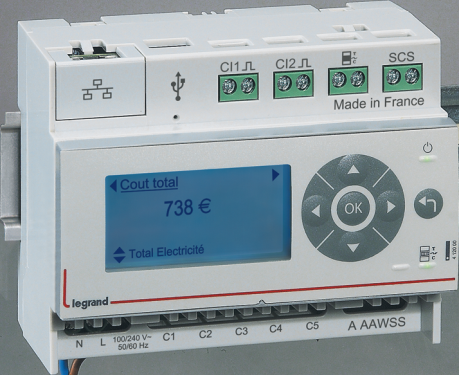 CI1 CI2 SCS
Made in France
Cout total
738 €
Total Electricité
OK
legrand
N L 100/240 V~ C1 C2 C3 C4 C5 A AAWSS
50/60 Hz